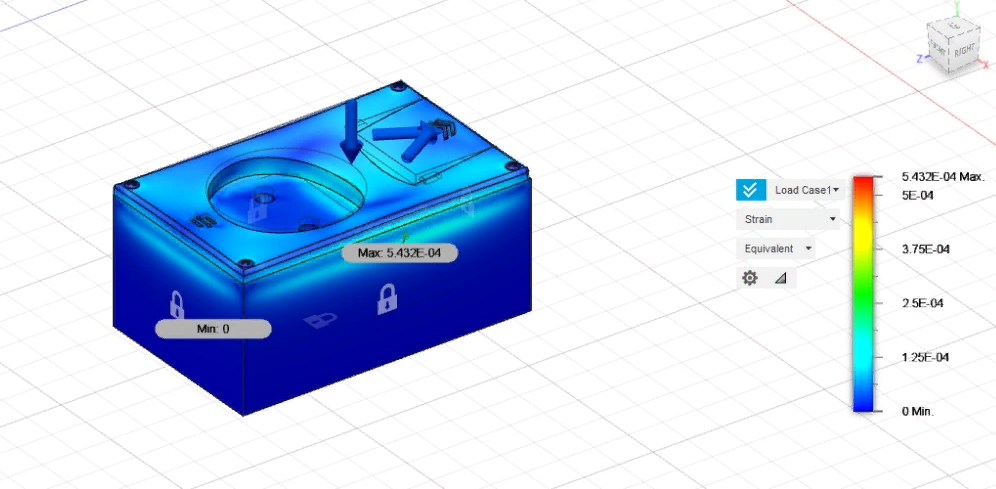 Y
RIGHT
Z
X
Load Case1
5.432E-04 Max.
5E-04
Strain
Equivalent
3.75E-04
Max: 5.432E-04
2.5E-04
Min: 0
1.25E-04
0 Min.